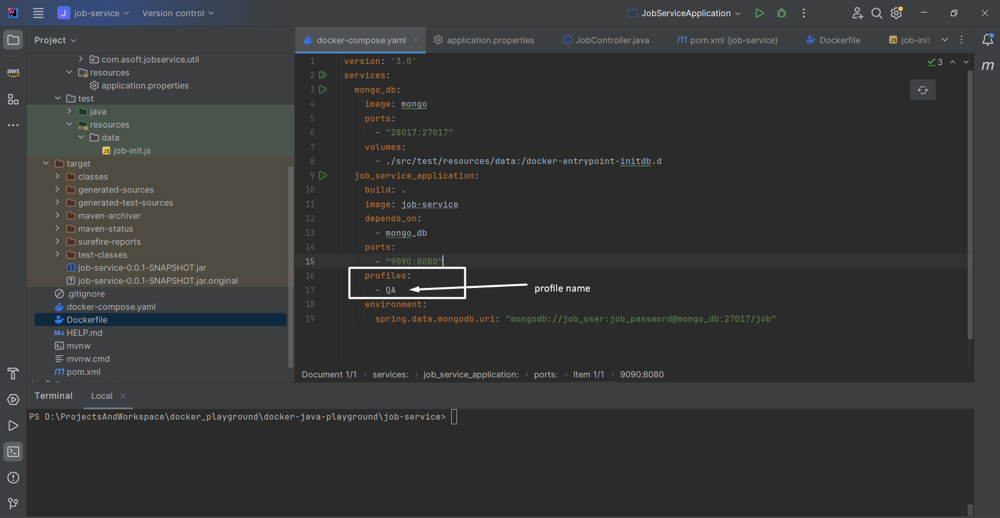 J job-service Version control JobServiceApplication
Project
docker-compose.yaml application.properties JobController.java pom.xml (job-service) Dockerfile job-init
aws
com.asoft.jobservice.util
resources
application.properties
test
java
resources
data
job-init.js
target
classes
generated-sources
generated-test-sources
maven-archiver
maven-status
surefire-reports
test-classes
job-service-0.0.1-SNAPSHOT.jar
job-service-0.0.1-SNAPSHOT.jar.original
.gitignore
docker-compose.yaml
Dockerfile
HELP.md
mvnw
mvnw.cmd
pom.xml
3
1 version: '3.0'
2 services:
3 mongo_db:
4 image: mongo
5 ports:
6 - "28017:27017"
7 volumes:
8 - ./src/test/resources/data:/docker-entrypoint-initdb.d
9 job_service_application:
10 build: .
11 image: job-service
12 depends_on:
13 - mongo_db
14 ports:
15 - "9090:8080"
16 profiles:
17 - QA
profile name
18 environment:
19 spring.data.mongodb.uri: "mongodb://job_user:job_password@mongo_db:27017/job"
Document 1/1 › services: › job_service_application: › ports: › Item 1/1 › 9090:8080
Terminal Local
PS D:\ProjectsAndWorkspace\docker_playground\docker-java-playground\job-service>